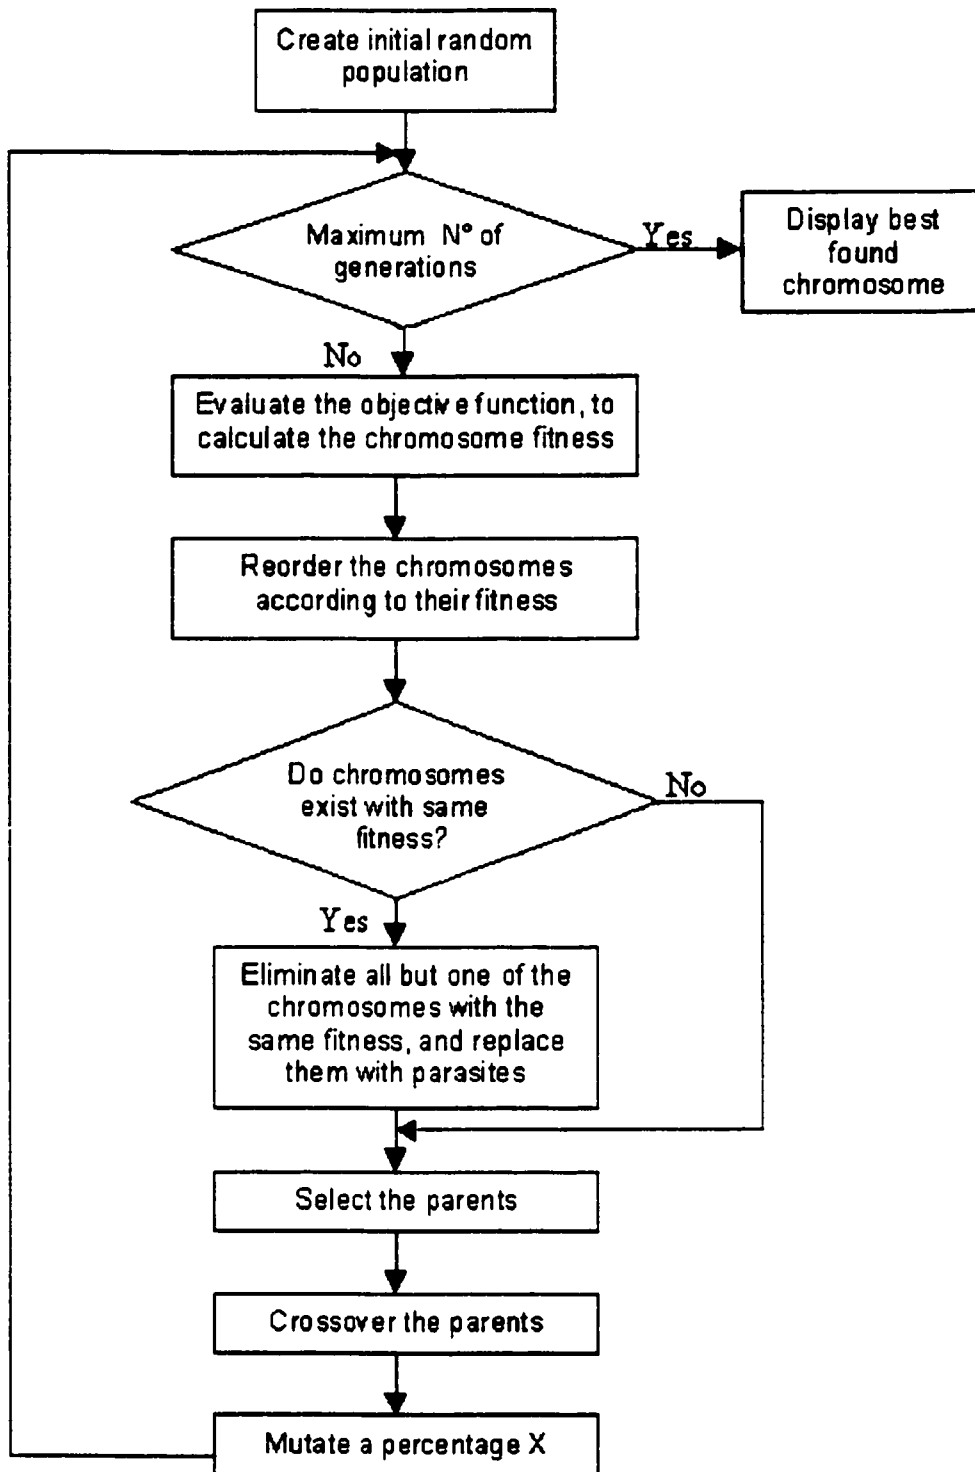 Create initial random
population
Maximum N° of
generations
Yes
Display best
found
chromosome
No
Evaluate the objective function, to
calculate the chromosome fitness
Reorder the chromosomes
according to their fitness
Do chromosomes
exist with same
fitness?
No
Yes
Eliminate all but one of the
chromosomes with the
same fitness, and replace
them with parasites
Select the parents
Crossover the parents
Mutate a percentage X